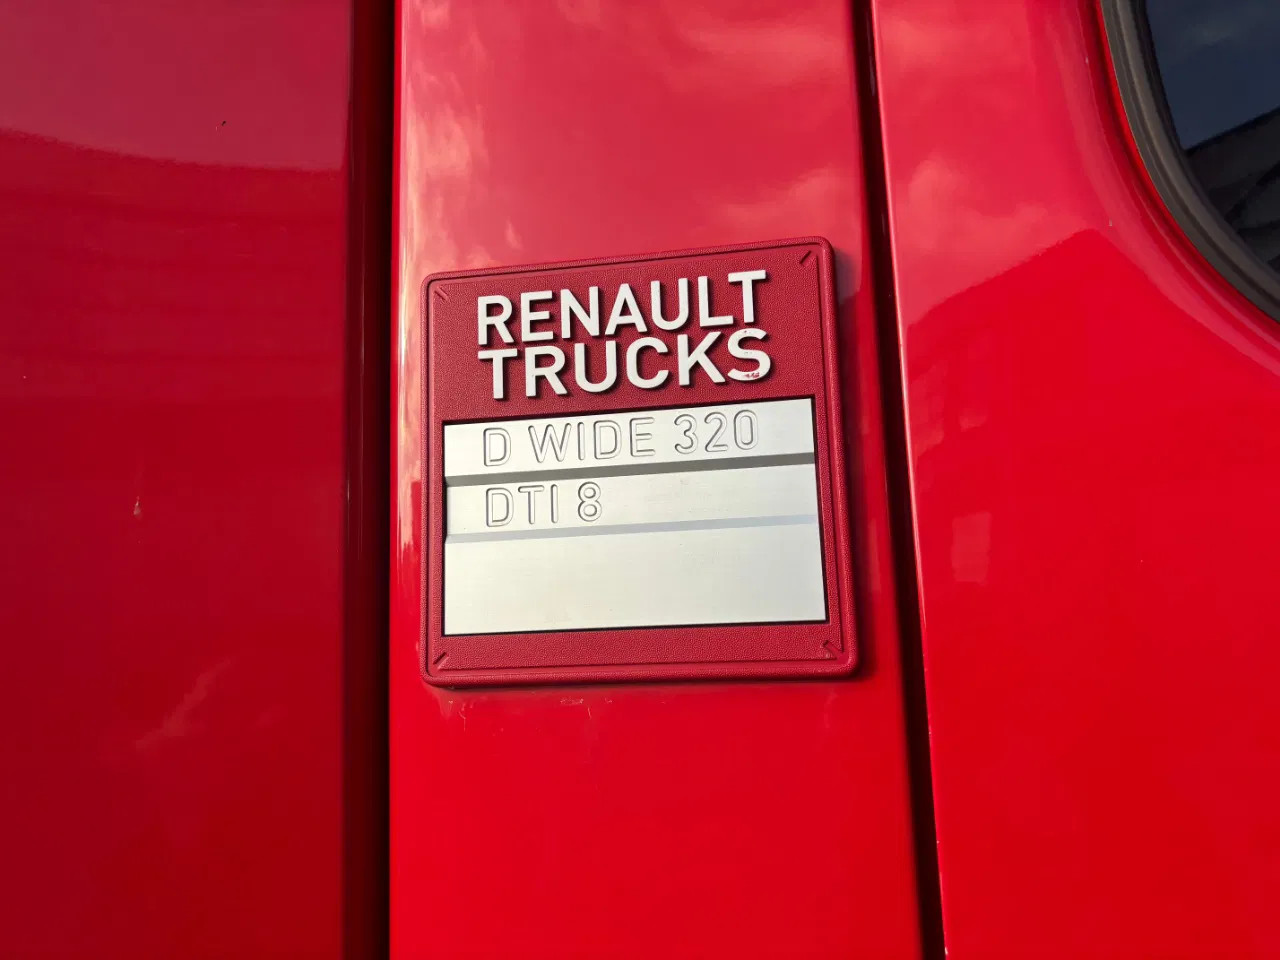 RENAULT
TRUCKS
D WIDE 320
DTI 8